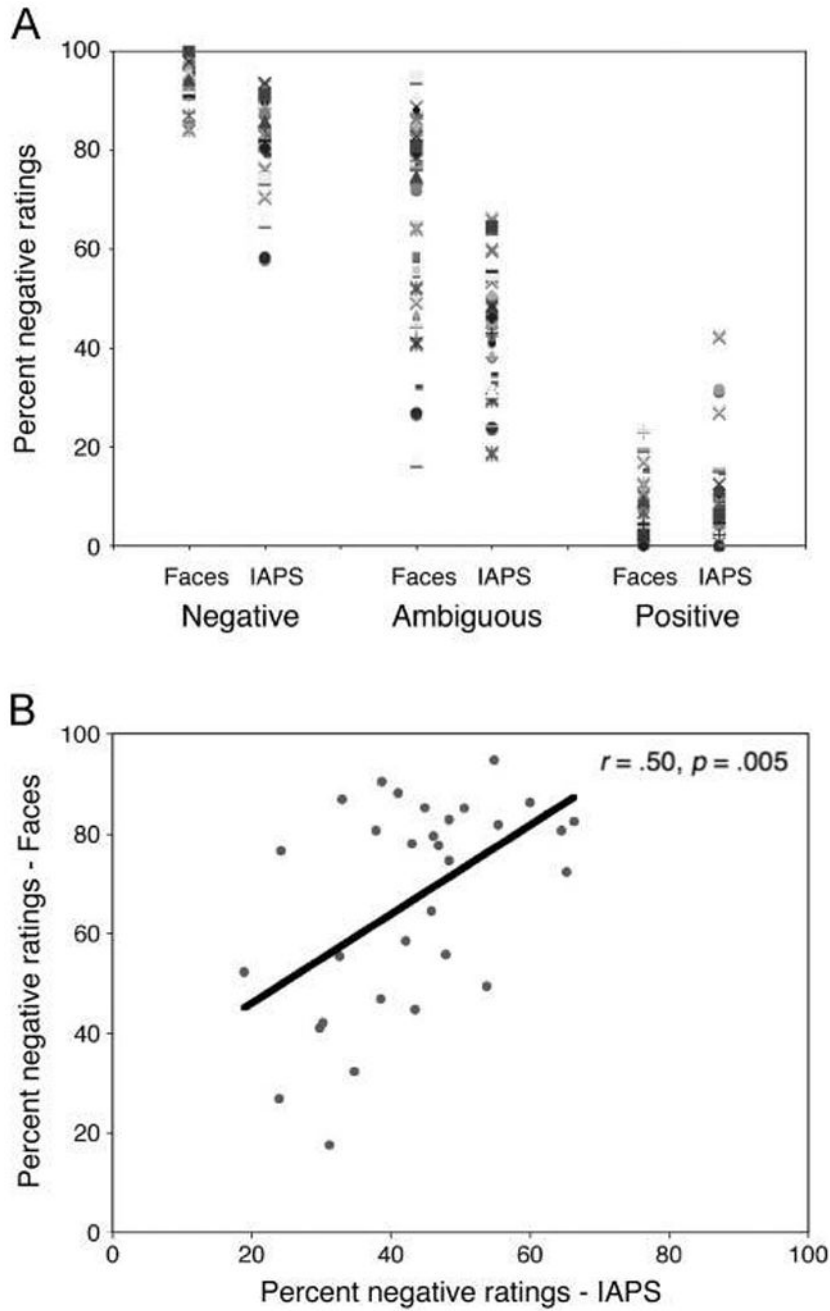 A
Percent negative ratings
100
80
60
40
20
0
Faces IAPS Faces IAPS Faces IAPS
Negative Ambiguous Positive
B
Percent negative ratings - Faces
100
80
60
40
20
0
r = .50, p = .005
0 20 40 60 80 100
Percent negative ratings - IAPS